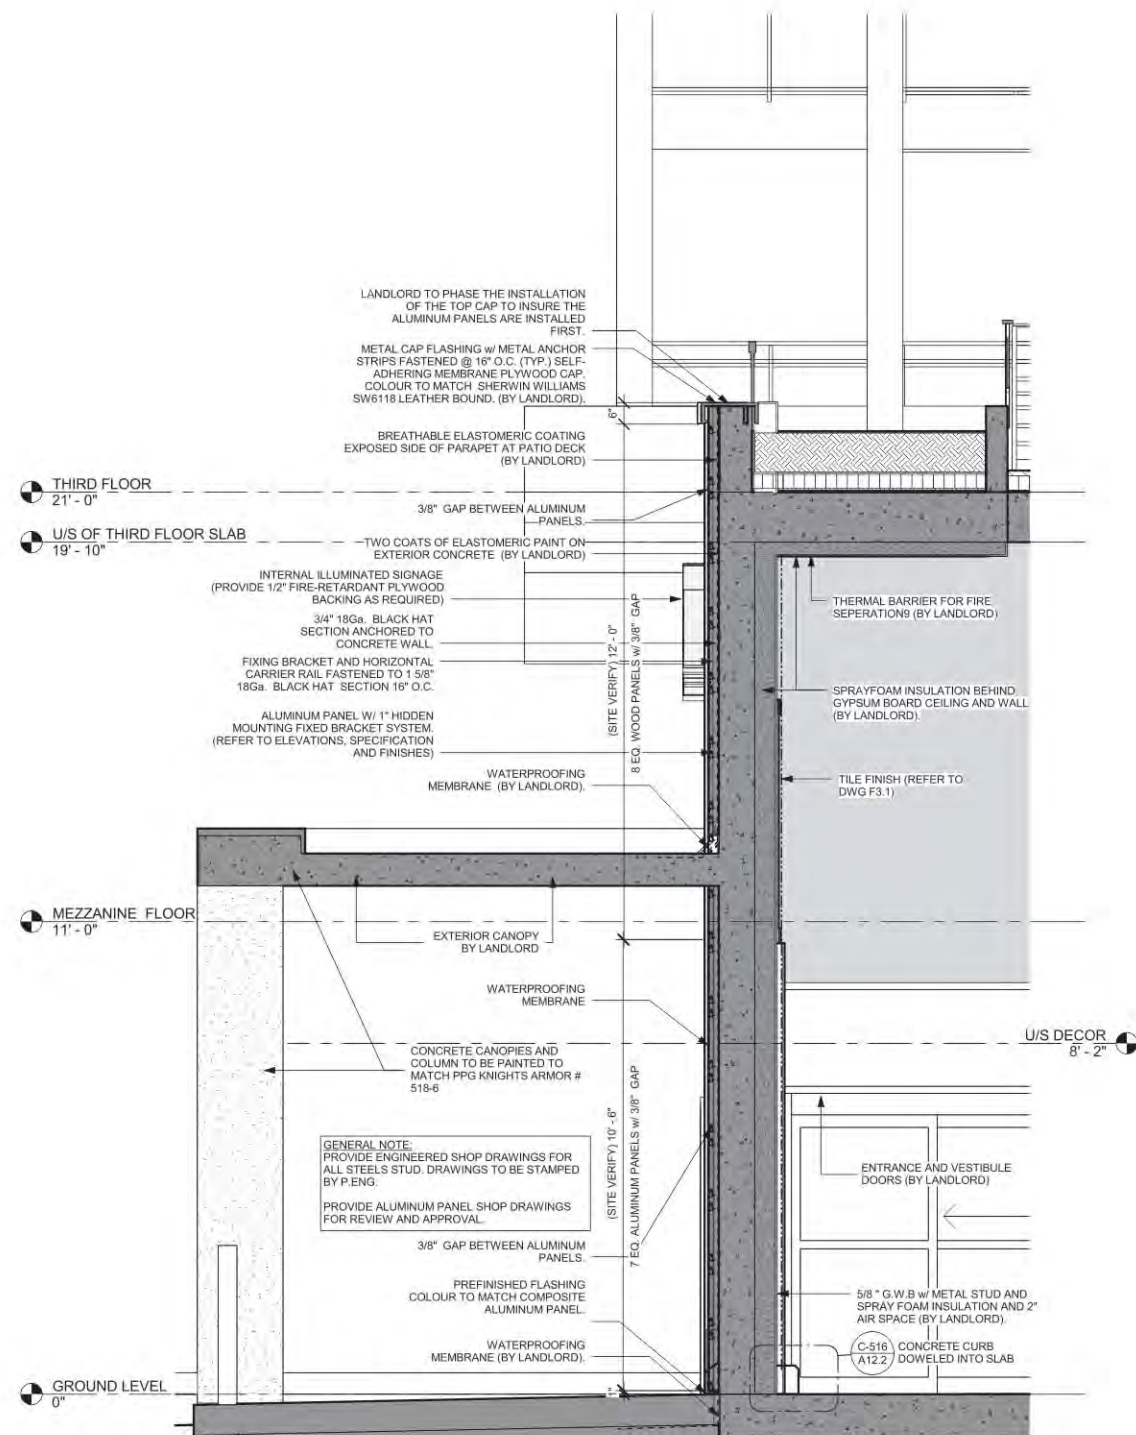 LANDLORD TO PHASE THE INSTALLATION
OF THE TOP CAP TO INSURE THE
ALUMINUM PANELS ARE INSTALLED
FIRST.
METAL CAP FLASHING w/ METAL ANCHOR
STRIPS FASTENED @ 16" O.C. (TYP.) SELF-
ADHERING MEMBRANE PLYWOOD CAP.
COLOUR TO MATCH SHERWIN WILLIAMS
SW6118 LEATHER BOUND. (BY LANDLORD).
6"
BREATHABLE ELASTOMERIC COATING
EXPOSED SIDE OF PARAPET AT PATIO DECK
(BY LANDLORD)
THIRD FLOOR
21' - 0"
3/8" GAP BETWEEN ALUMINUM
PANELS.
U/S OF THIRD FLOOR SLAB
19' - 10"
TWO COATS OF ELASTOMERIC PAINT ON
EXTERIOR CONCRETE (BY LANDLORD)
INTERNAL ILLUMINATED SIGNAGE
(PROVIDE 1/2" FIRE-RETARDANT PLYWOOD
BACKING AS REQUIRED)
3/4" 18Ga. BLACK HAT
SECTION ANCHORED TO
CONCRETE WALL.
FIXING BRACKET AND HORIZONTAL
CARRIER RAIL FASTENED TO 1 5/8"
18Ga. BLACK HAT SECTION 16" O.C.
ALUMINUM PANEL W/ 1" HIDDEN
MOUNTING FIXED BRACKET SYSTEM.
(REFER TO ELEVATIONS, SPECIFICATION
AND FINISHES)
WATERPROOFING
MEMBRANE (BY LANDLORD).
(SITE VERIFY) 12' - 0"
8 EQ. WOOD PANELS w/ 3/8" GAP
THERMAL BARRIER FOR FIRE
SEPERATION9 (BY LANDLORD)
SPRAYFOAM INSULATION BEHIND
GYPSUM BOARD CEILING AND WALL
(BY LANDLORD).
TILE FINISH (REFER TO
DWG F3.1)
MEZZANINE FLOOR
11' - 0"
EXTERIOR CANOPY
BY LANDLORD
WATERPROOFING
MEMBRANE
U/S DECOR
8' - 2"
CONCRETE CANOPIES AND
COLUMN TO BE PAINTED TO
MATCH PPG KNIGHTS ARMOR #
518-6
(SITE VERIFY) 10' - 6"
7 EQ. ALUMINUM PANELS w/ 3/8" GAP
GENERAL NOTE:
PROVIDE ENGINEERED SHOP DRAWINGS FOR
ALL STEELS STUD. DRAWINGS TO BE STAMPED
BY P.ENG.
PROVIDE ALUMINUM PANEL SHOP DRAWINGS
FOR REVIEW AND APPROVAL.
ENTRANCE AND VESTIBULE
DOORS (BY LANDLORD)
3/8" GAP BETWEEN ALUMINUM
PANELS.
PREFINISHED FLASHING
COLOUR TO MATCH COMPOSITE
ALUMINUM PANEL.
5/8 " G.W.B w/ METAL STUD AND
SPRAY FOAM INSULATION AND 2"
AIR SPACE (BY LANDLORD).
WATERPROOFING
MEMBRANE (BY LANDLORD).
C-516
A12.2
CONCRETE CURB
DOWELED INTO SLAB
GROUND LEVEL
0"
1"